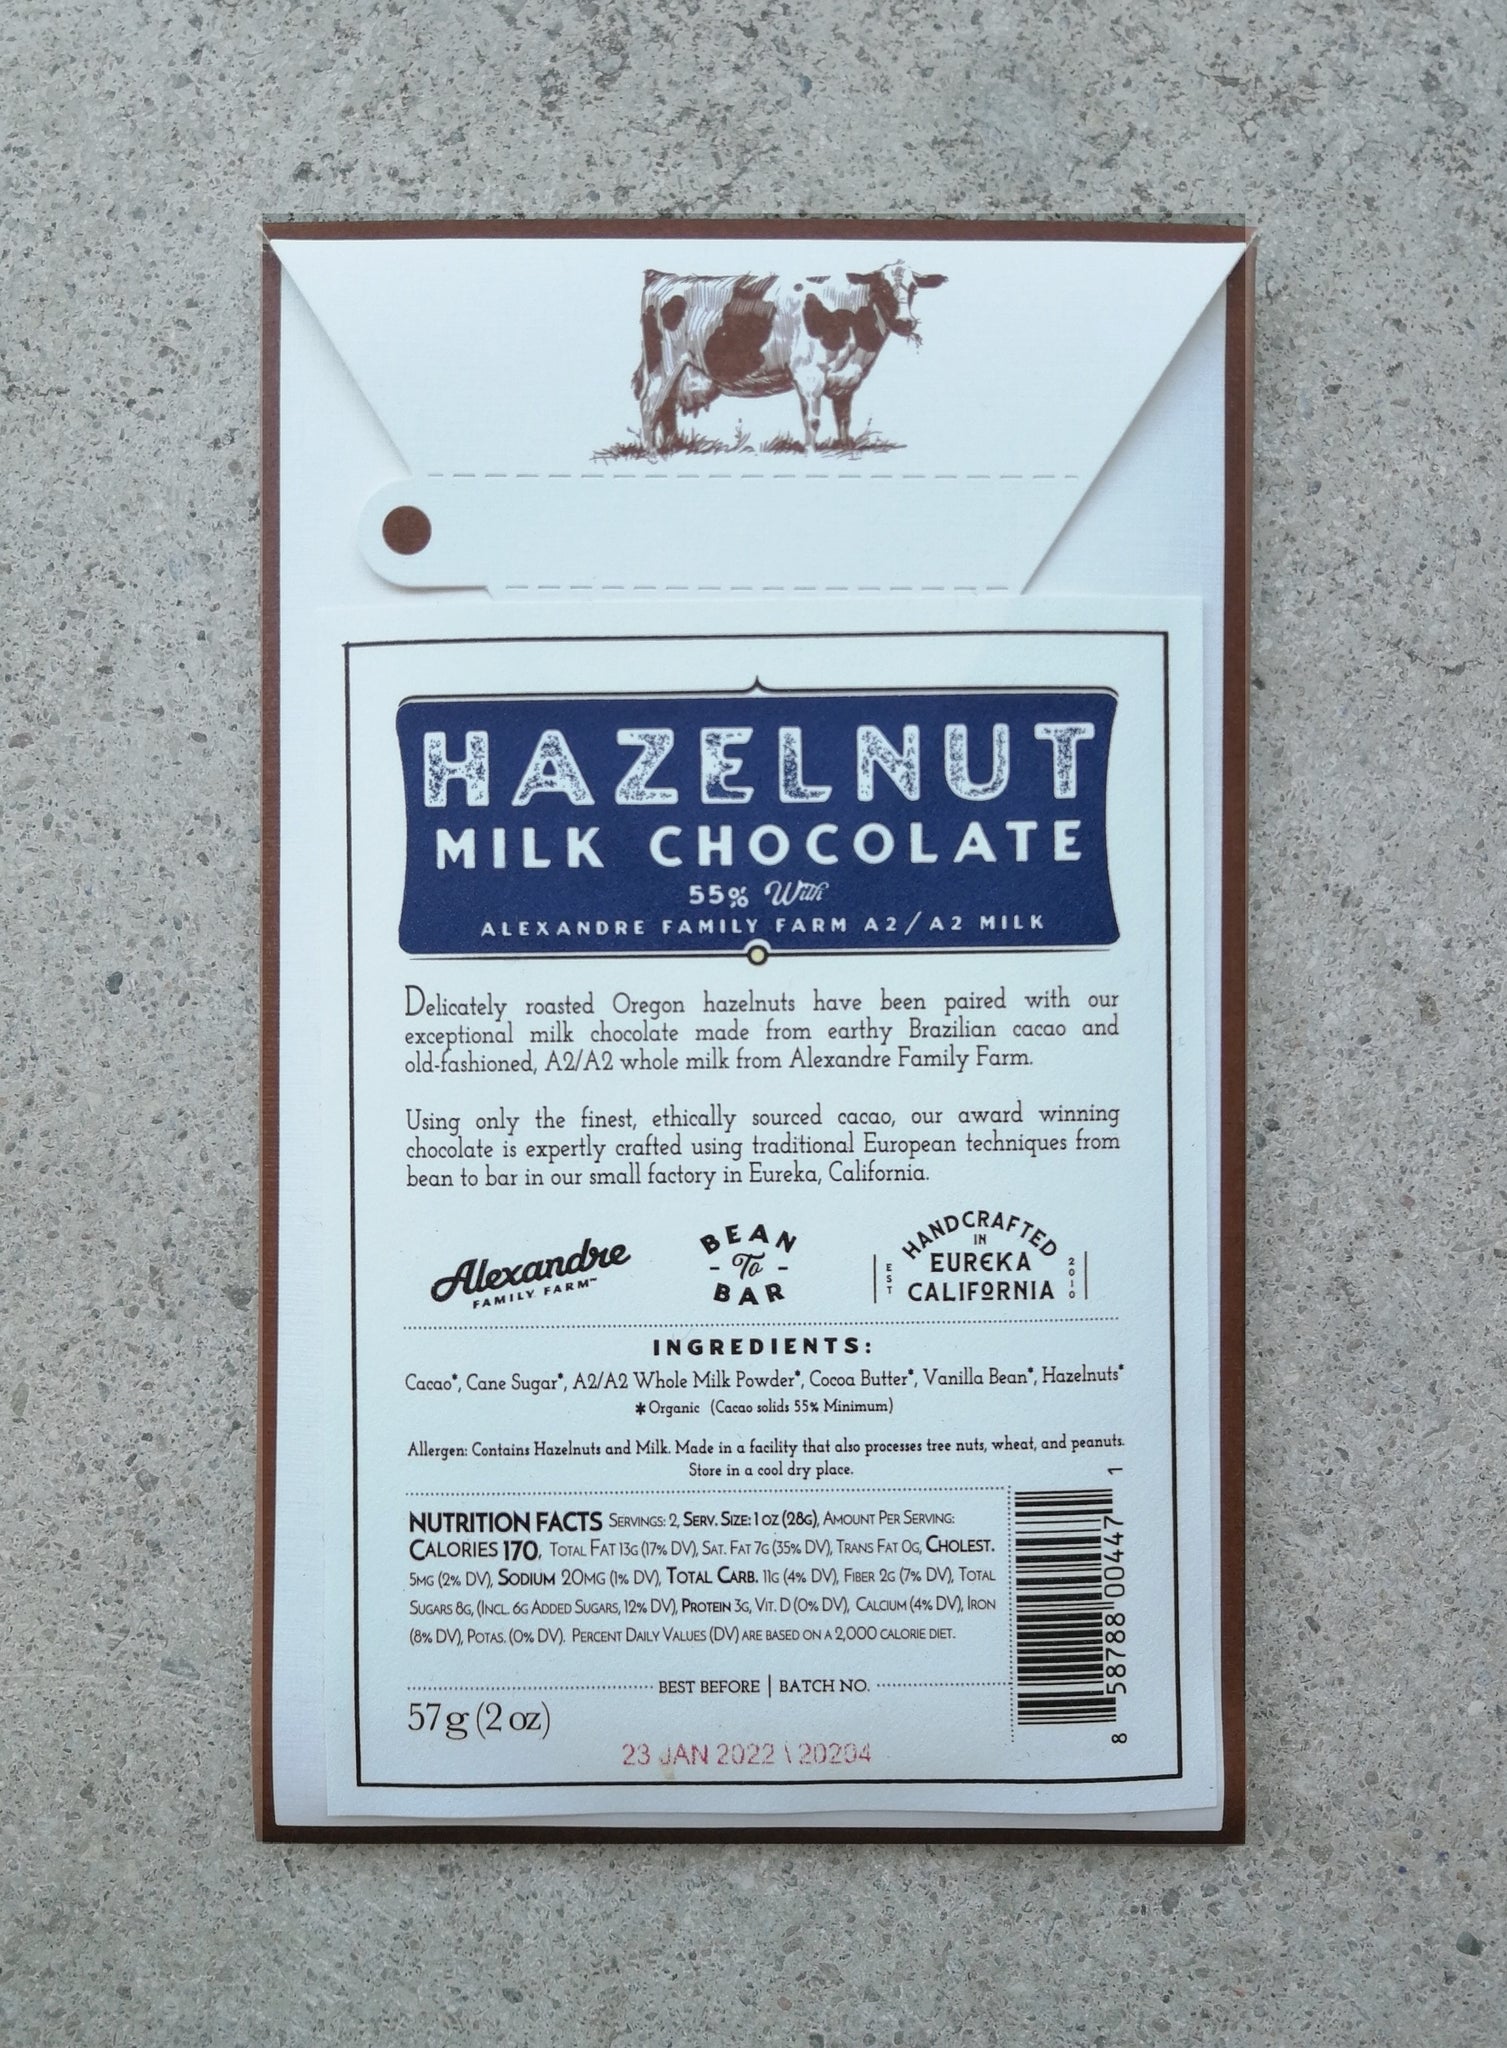 HAZELNUT
MILK CHOCOLATE
55% With
ALEXANDRE FAMILY FARM A2/A2 MILK
Delicately roasted Oregon hazelnuts have been paired with our
exceptional milk chocolate made from earthy Brazilian cacao and
old-fashioned, A2/A2 whole milk from Alexandre Family Farm.
Using only the finest, ethically sourced cacao, our award winning
chocolate is expertly crafted using traditional European techniques from
bean to bar in our small factory in Eureka, California.
Alexandre
FAMILY FARM™
BEAN
- To -
BAR
HANDCRAFTED
IN
EUREKA
CALIFORNIA
EST
2010
INGREDIENTS:
Cacao*, Cane Sugar*, A2/A2 Whole Milk Powder*, Cocoa Butter*, Vanilla Bean*, Hazelnuts*
*Organic (Cacao solids 55% Minimum)
Allergen: Contains Hazelnuts and Milk. Made in a facility that also processes tree nuts, wheat, and peanuts.
Store in a cool dry place.
NUTRITION FACTS SERVINGS: 2, SERV. SIZE: 1 OZ (28G), AMOUNT PER SERVING:
CALORIES 170, TOTAL FAT 13G (17% DV), SAT. FAT 7G (35% DV), TRANS FAT 0G, CHOLEST.
5MG (2% DV), SODIUM 20MG (1% DV), TOTAL CARB. 11G (4% DV), FIBER 2G (7% DV), TOTAL
SUGARS 8G, (INCL. 6G ADDED SUGARS, 12% DV), PROTEIN 3G, VIT. D (0% DV), CALCIUM (4% DV), IRON
(8% DV), POTAS. (0% DV). PERCENT DAILY VALUES (DV) ARE BASED ON A 2,000 CALORIE DIET.
BEST BEFORE | BATCH NO.
57g (2 oz)
23 JAN 2022 \ 20204
8 58788 00447 1